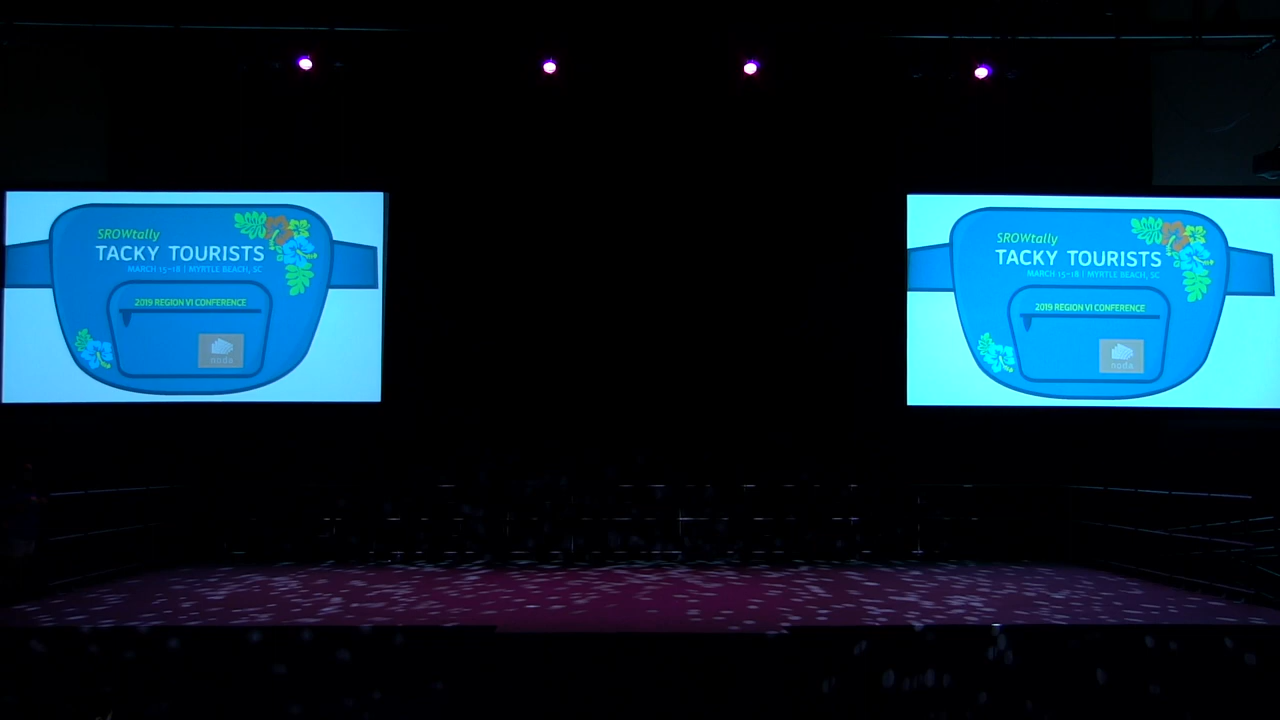 SROWtally
TACKY TOURISTS
MARCH 15-18 | MYRTLE BEACH, SC
2019 REGION VI CONFERENCE
noda
SROWtally
TACKY TOURISTS
MARCH 15-18 | MYRTLE BEACH, SC
2019 REGION VI CONFERENCE
noda